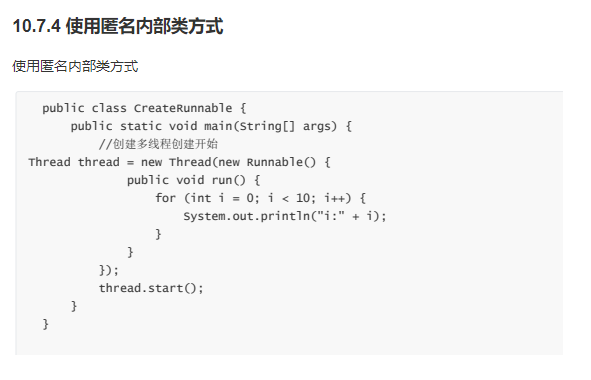 10.7.4 使用匿名内部类方式
使用匿名内部类方式
public class CreateRunnable {
public static void main(String[] args) {
//创建多线程创建开始
Thread thread = new Thread(new Runnable() {
public void run() {
for (int i = 0; i < 10; i++) {
System.out.println("i:" + i);
}
}
});
thread.start();
}
}